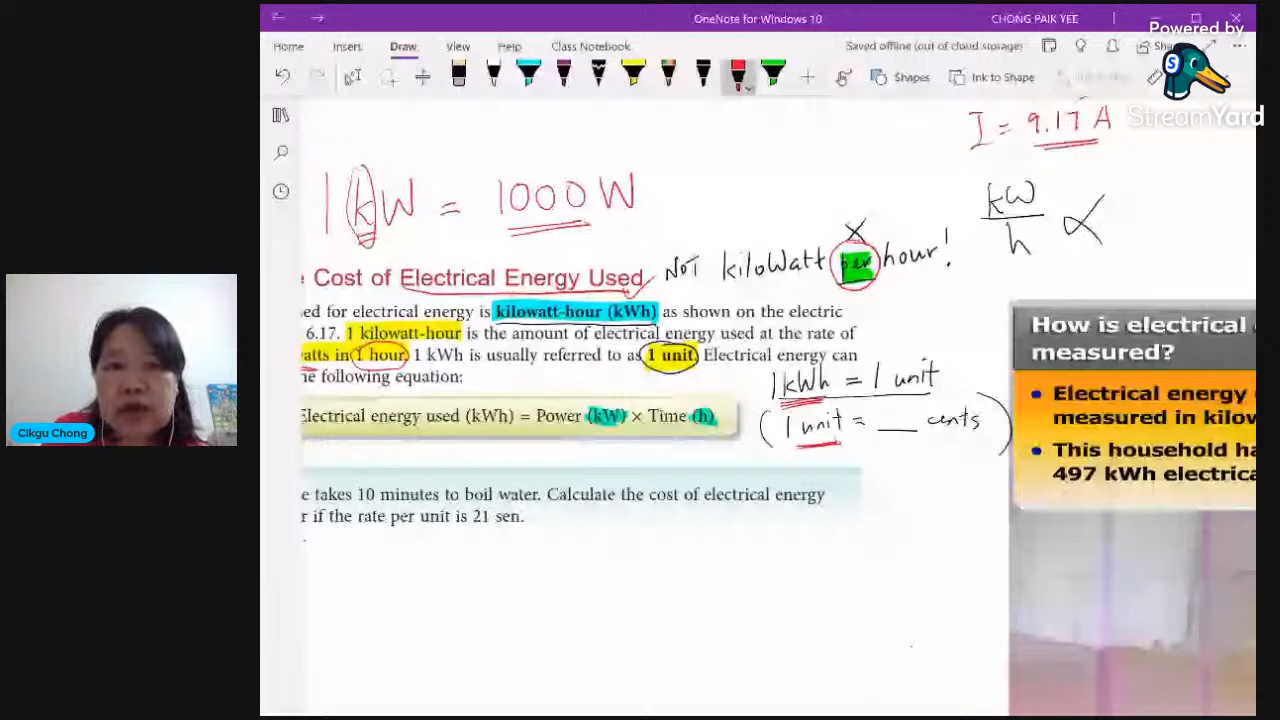 OneNote for Windows 10
CHONG PAIK YEE
Powered by
StreamYard
Home Insert Draw View Help Class Notebook
Saved offline (out of cloud storage)
Shapes Ink to Shape
I = 9.17 A
1 kW = 1000 W
kW
h
∝
X
NOT kiloWatt per hour!
Cost of Electrical Energy Used
ed for electrical energy is kilowatt-hour (kWh) as shown on the electric
6.17. 1 kilowatt-hour is the amount of electrical energy used at the rate of
watts in 1 hour. 1 kWh is usually referred to as 1 unit. Electrical energy can
he following equation:
Electrical energy used (kWh) = Power (kW) × Time (h)
1 kWh = 1 unit
( 1 unit = __ cents )
e takes 10 minutes to boil water. Calculate the cost of electrical energy
r if the rate per unit is 21 sen.
How is electrical
measured?
• Electrical energy
measured in kilow
• This household ha
497 kWh electrica
Cikgu Chong